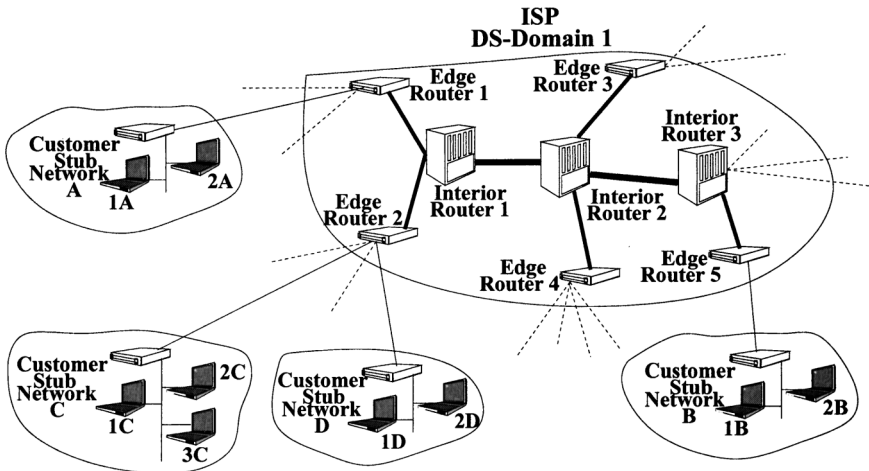 ISP
DS-Domain 1
Edge
Router 1
Edge
Router 3
Interior
Router 3
Customer
Stub
Network
A
1A
2A
Interior
Router 1
Interior
Router 2
Edge
Router 2
Edge
Router 4
Edge
Router 5
Customer
Stub
Network
C
1C
2C
3C
Customer
Stub
Network
D
1D
2D
Customer
Stub
Network
B
1B
2B